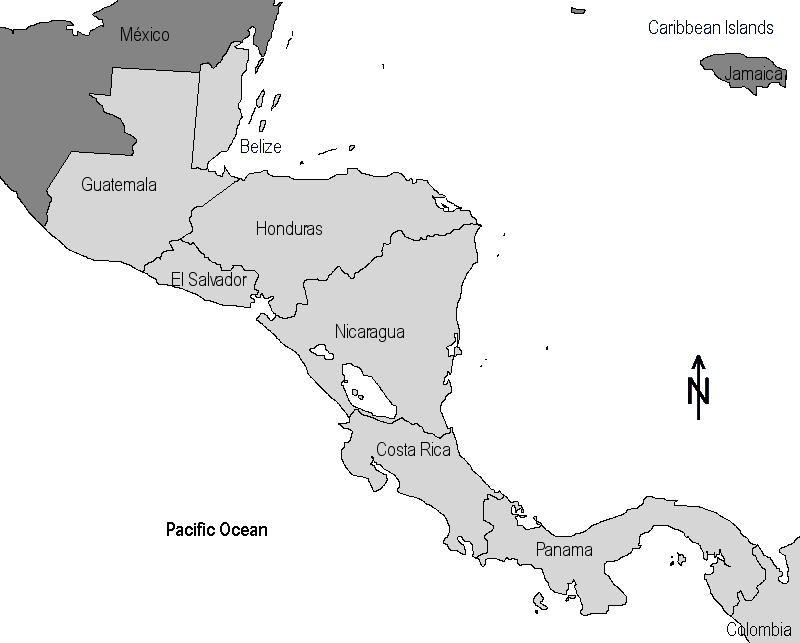 Caribbean Islands
México
Jamaica
Belize
Guatemala
Honduras
El Salvador
Nicaragua
N
Costa Rica
Pacific Ocean
Panama
Colombia